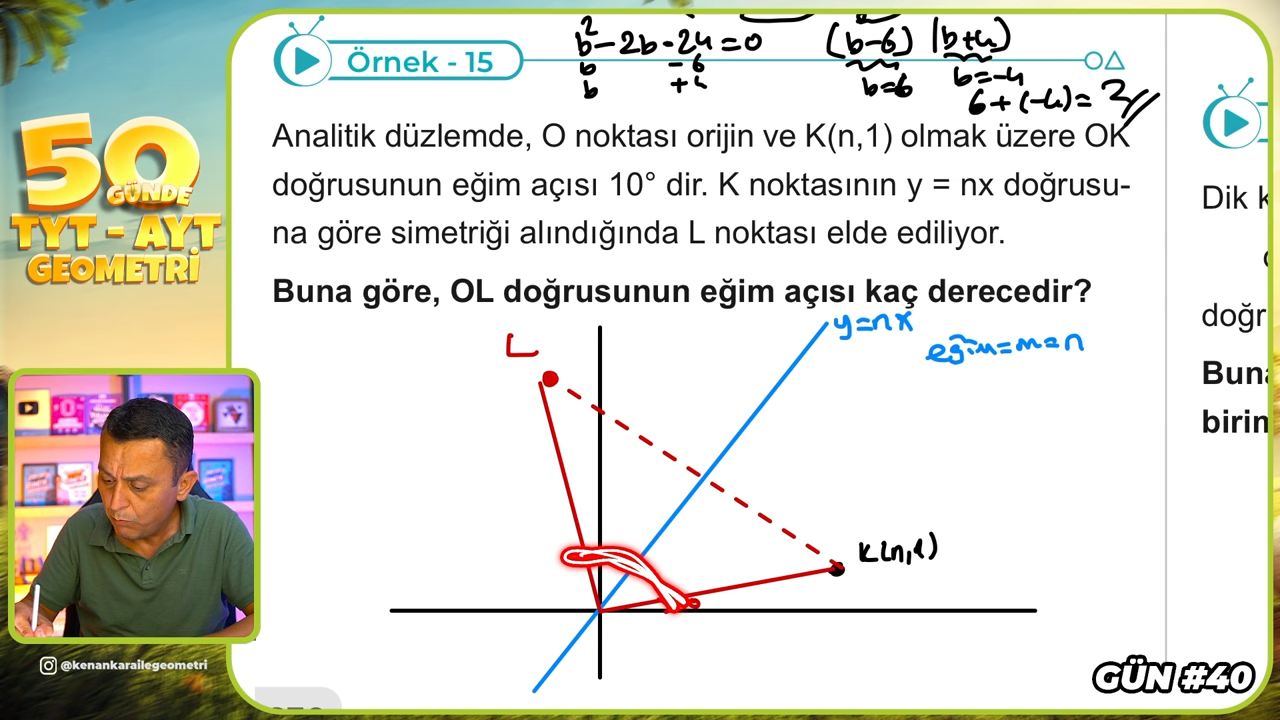 b² - 2b - 24 = 0
b - 6
b + 4
(b-6) (b+4)
b=6 b=-4
6+(-4)= 2//
Örnek - 15
Analitik düzlemde, O noktası orijin ve K(n,1) olmak üzere OK
doğrusunun eğim açısı 10° dir. K noktasının y = nx doğrusu-
na göre simetriği alındığında L noktası elde ediliyor.
Buna göre, OL doğrusunun eğim açısı kaç derecedir?
y=nx
eğim=m=n
L
K(n,1)
50
GÜNDE
TYT - AYT
GEOMETRİ
Dik
doğr
Buna
birin
@kenankarailegeometri
GÜN #40